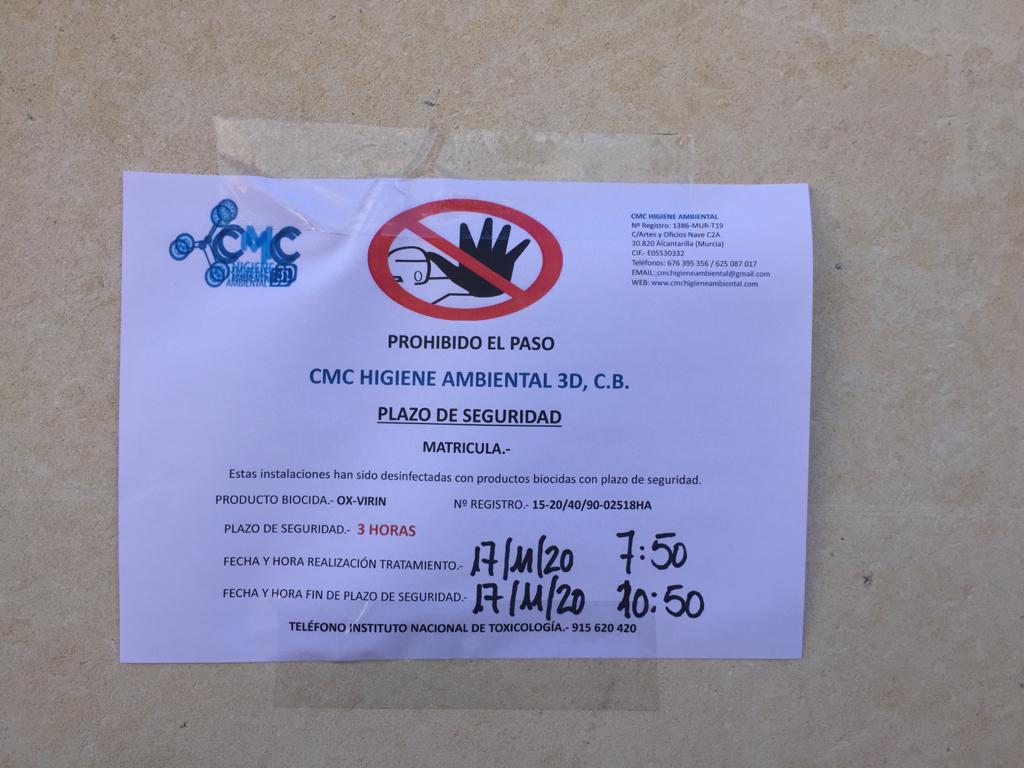 CMC
HIGIENE
AMBIENTAL 3D
CMC HIGIENE AMBIENTAL
Nº Registro: 1386-MUR-T19
C/Artes y Oficios Nave C2A
30.820 Alcantarilla (Murcia)
CIF.- E05530332
Teléfonos: 676 395 356 / 625 087 017
EMAIL: cmchigieneambiental@gmail.com
WEB: www.cmchigieneambiental.com
PROHIBIDO EL PASO
CMC HIGIENE AMBIENTAL 3D, C.B.
PLAZO DE SEGURIDAD
MATRICULA.-
Estas instalaciones han sido desinfectadas con productos biocidas con plazo de seguridad.
PRODUCTO BIOCIDA.- OX-VIRIN Nº REGISTRO.- 15-20/40/90-02518HA
PLAZO DE SEGURIDAD.- 3 HORAS
FECHA Y HORA REALIZACIÓN TRATAMIENTO.- 17/11/20 7:50
FECHA Y HORA FIN DE PLAZO DE SEGURIDAD.- 17/11/20 10:50
TELÉFONO INSTITUTO NACIONAL DE TOXICOLOGÍA.- 915 620 420